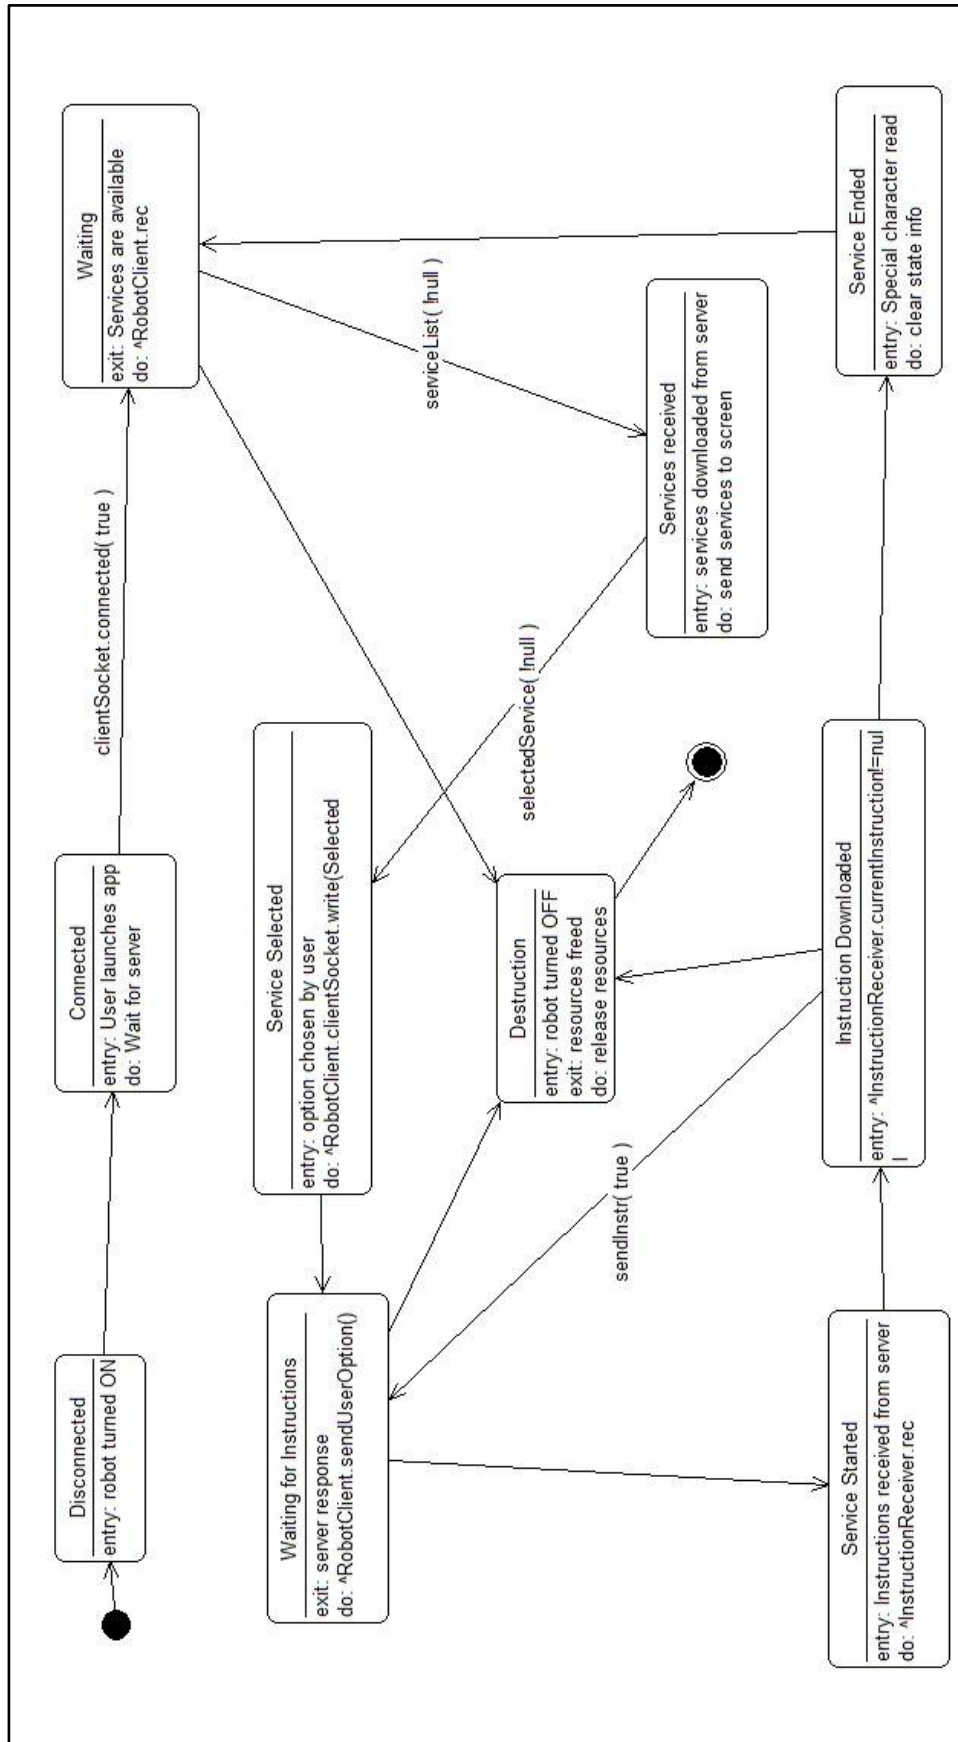 Disconnected
entry: robot turned ON
Connected
entry: User launches app
do: Wait for server
clientSocket.connected( true )
Waiting
exit: Services are available
do: ^RobotClient.rec
Waiting for Instructions
exit: server response
do: ^RobotClient.sendUserOption()
Service Selected
entry: option chosen by user
do: ^RobotClient.clientSocket.write(Selected
serviceList( !null )
selectedService( !null )
Destruction
entry: robot turned OFF
exit: resources freed
do: release resources
Services received
entry: services downloaded from server
do: send services to screen
sendInstr( true )
Service Started
entry: Instructions received from server
do: ^InstructionReceiver.rec
Instruction Downloaded
entry: ^InstructionReceiver.currentInstruction!=nul
l
Service Ended
entry: Special character read
do: clear state info